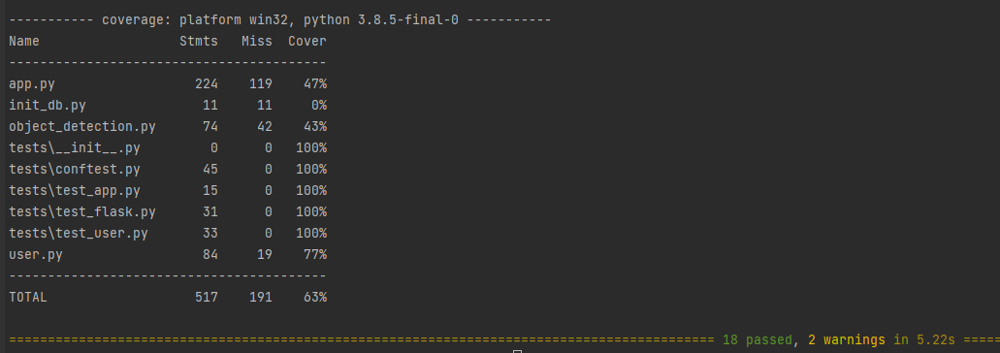 ----------- coverage: platform win32, python 3.8.5-final-0 -----------
Name                  Stmts   Miss  Cover
-----------------------------------------
app.py                  224    119    47%
init_db.py               11     11     0%
object_detection.py      74     42    43%
tests\__init__.py         0      0   100%
tests\conftest.py        45      0   100%
tests\test_app.py        15      0   100%
tests\test_flask.py      31      0   100%
tests\test_user.py       33      0   100%
user.py                  84     19    77%
-----------------------------------------
TOTAL                   517    191    63%
=========================================================================================== 18 passed, 2 warnings in 5.22s =====